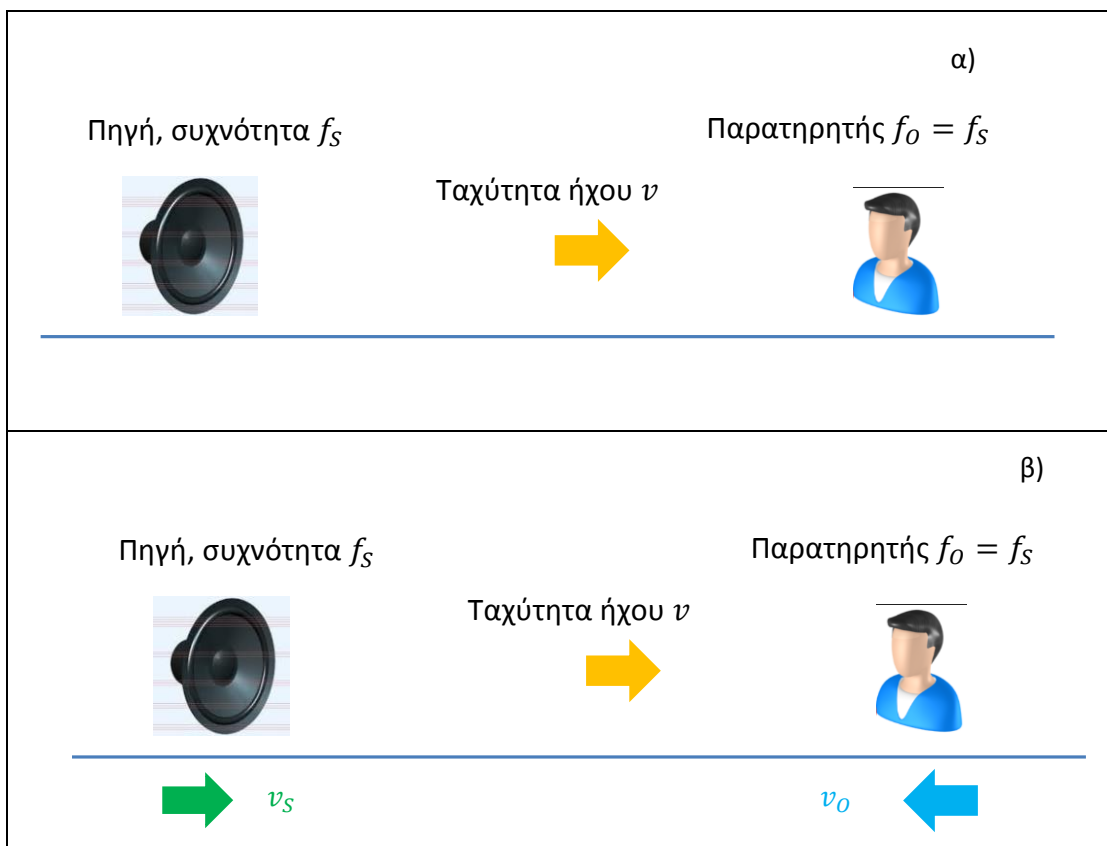 α)
Πηγή, συχνότητα f_S
Παρατηρητής f_O = f_S
Ταχύτητα ήχου v
β)
Πηγή, συχνότητα f_S
Παρατηρητής f_O = f_S
Ταχύτητα ήχου v
v_S
v_O